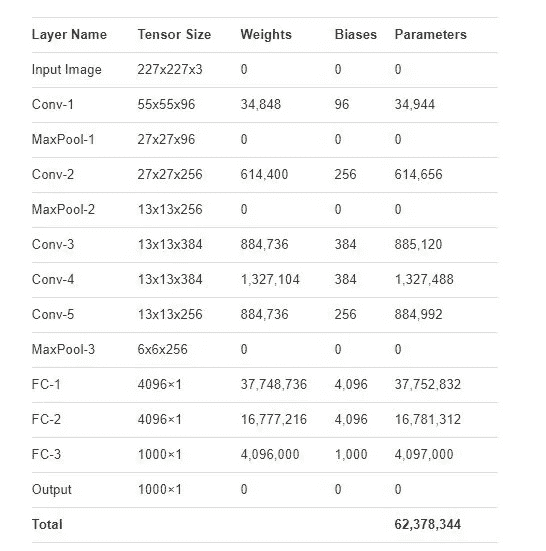 Layer Name Tensor Size Weights Biases Parameters
Input Image 227x227x3 0 0 0
Conv-1 55x55x96 34,848 96 34,944
MaxPool-1 27x27x96 0 0 0
Conv-2 27x27x256 614,400 256 614,656
MaxPool-2 13x13x256 0 0 0
Conv-3 13x13x384 884,736 384 885,120
Conv-4 13x13x384 1,327,104 384 1,327,488
Conv-5 13x13x256 884,736 256 884,992
MaxPool-3 6x6x256 0 0 0
FC-1 4096×1 37,748,736 4,096 37,752,832
FC-2 4096×1 16,777,216 4,096 16,781,312
FC-3 1000×1 4,096,000 1,000 4,097,000
Output 1000×1 0 0 0
Total 62,378,344